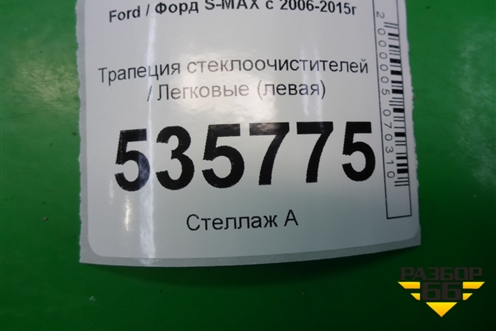 Ford / Форд S-MAX с 2006-2015г
Трапеция стеклоочистителей
/ Легковые (левая)
535775
Стеллаж А
2000005070310
РАЗБОР
66